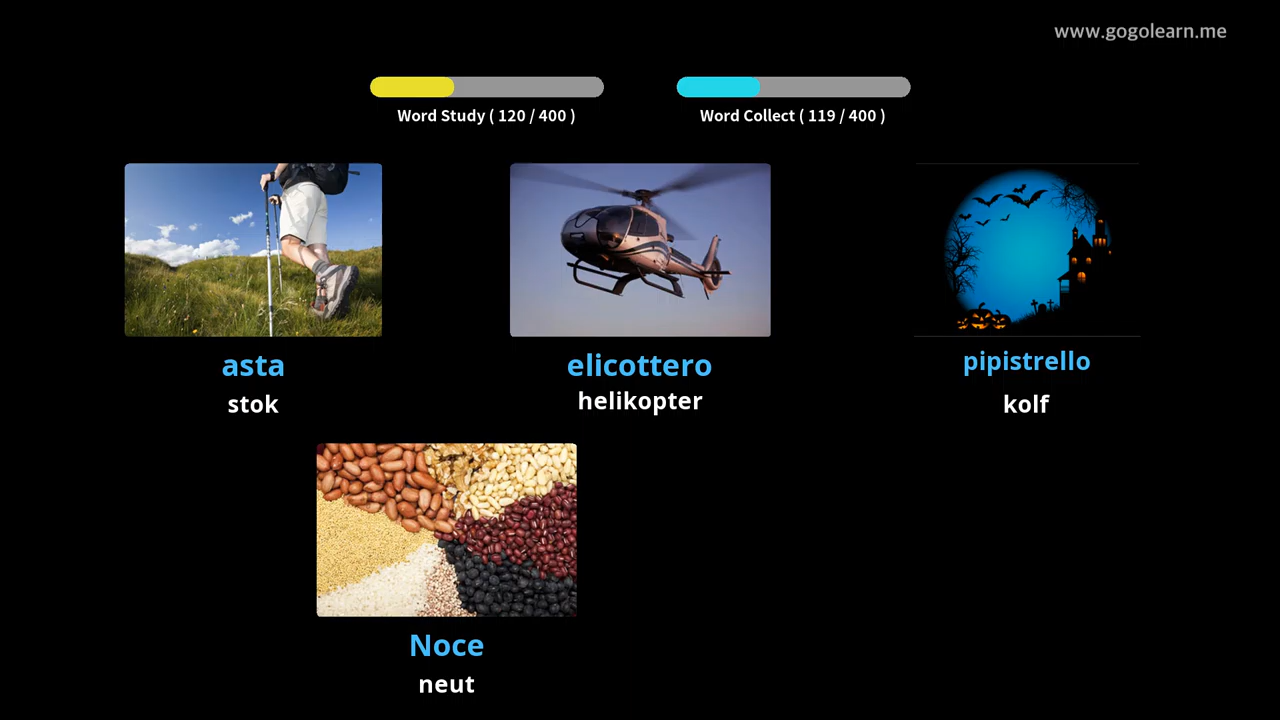 www.gogolearn.me
Word Study ( 120 / 400 )
Word Collect ( 119 / 400 )
asta
stok
elicottero
helikopter
pipistrello
kolf
Noce
neut